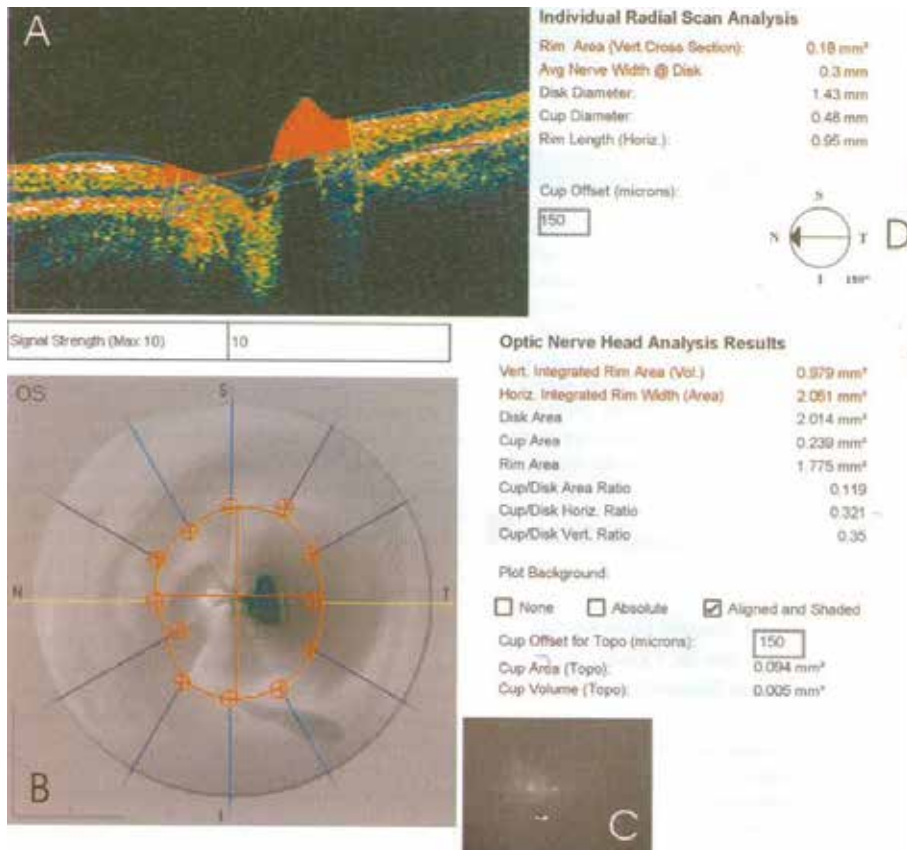 A
Individual Radial Scan Analysis
Rim Area (Vert.Cross Section): 0.18 mm²
Avg Nerve Width @ Disk 0.3 mm
Disk Diameter: 1.43 mm
Cup Diameter: 0.48 mm
Rim Length (Horiz.): 0.95 mm
Cup Offset (microns):
150
S
N T
I 180°
D
Signal Strength (Max 10) 10
OS
S
N T
I
B
Optic Nerve Head Analysis Results
Vert. Integrated Rim Area (Vol.) 0.979 mm³
Horiz. Integrated Rim Width (Area) 2.061 mm²
Disk Area 2.014 mm²
Cup Area 0.239 mm²
Rim Area 1.775 mm²
Cup/Disk Area Ratio 0.119
Cup/Disk Horiz. Ratio 0.321
Cup/Disk Vert. Ratio 0.35
Plot Background:
None Absolute Aligned and Shaded
Cup Offset for Topo (microns): 150
Cup Area (Topo): 0.094 mm²
Cup Volume (Topo): 0.005 mm³
C